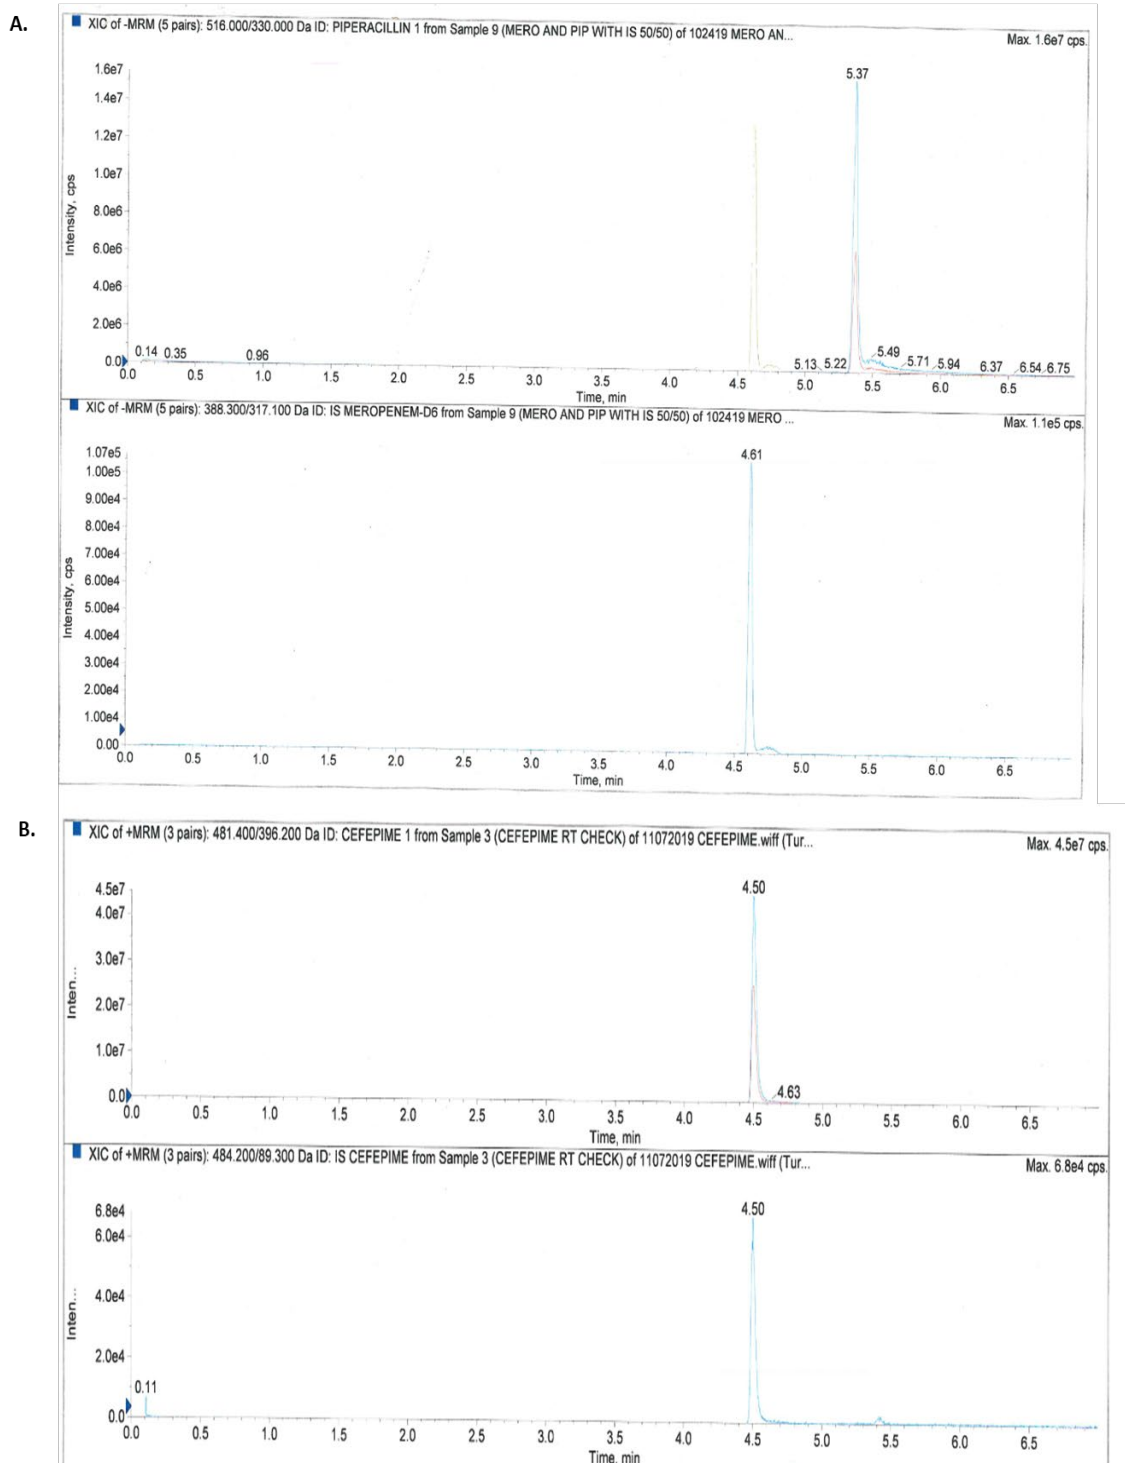 A.
XIC of -MRM (5 pairs): 516.000/330.000 Da ID: PIPERACILLIN 1 from Sample 9 (MERO AND PIP WITH IS 50/50) of 102419 MERO AN...
Max. 1.6e7 cps.
1.6e7
1.4e7
1.2e7
1.0e7
8.0e6
6.0e6
4.0e6
2.0e6
0.0
Intensity, cps
5.37
0.14 0.35 0.96 5.13 5.22 5.49 5.71 5.94 6.37 6.54 6.75
0.0 0.5 1.0 1.5 2.0 2.5 3.0 3.5 4.0 4.5 5.0 5.5 6.0 6.5
Time, min
XIC of -MRM (5 pairs): 388.300/317.100 Da ID: IS MEROPENEM-D6 from Sample 9 (MERO AND PIP WITH IS 50/50) of 102419 MERO ...
Max. 1.1e5 cps.
1.07e5
1.00e5
9.00e4
8.00e4
7.00e4
6.00e4
5.00e4
4.00e4
3.00e4
2.00e4
1.00e4
0.00
Intensity, cps
4.61
0.0 0.5 1.0 1.5 2.0 2.5 3.0 3.5 4.0 4.5 5.0 5.5 6.0 6.5
Time, min
B.
XIC of +MRM (3 pairs): 481.400/396.200 Da ID: CEFEPIME 1 from Sample 3 (CEFEPIME RT CHECK) of 11072019 CEFEPIME.wiff (Tur...
Max. 4.5e7 cps.
4.5e7
4.0e7
3.0e7
2.0e7
1.0e7
0.0
Inten...
4.50
4.63
0.0 0.5 1.0 1.5 2.0 2.5 3.0 3.5 4.0 4.5 5.0 5.5 6.0 6.5
Time, min
XIC of +MRM (3 pairs): 484.200/89.300 Da ID: IS CEFEPIME from Sample 3 (CEFEPIME RT CHECK) of 11072019 CEFEPIME.wiff (Tur...
Max. 6.8e4 cps.
6.8e4
6.0e4
4.0e4
2.0e4
0.0
Inten...
4.50
0.11
0.0 0.5 1.0 1.5 2.0 2.5 3.0 3.5 4.0 4.5 5.0 5.5 6.0 6.5
Time, min